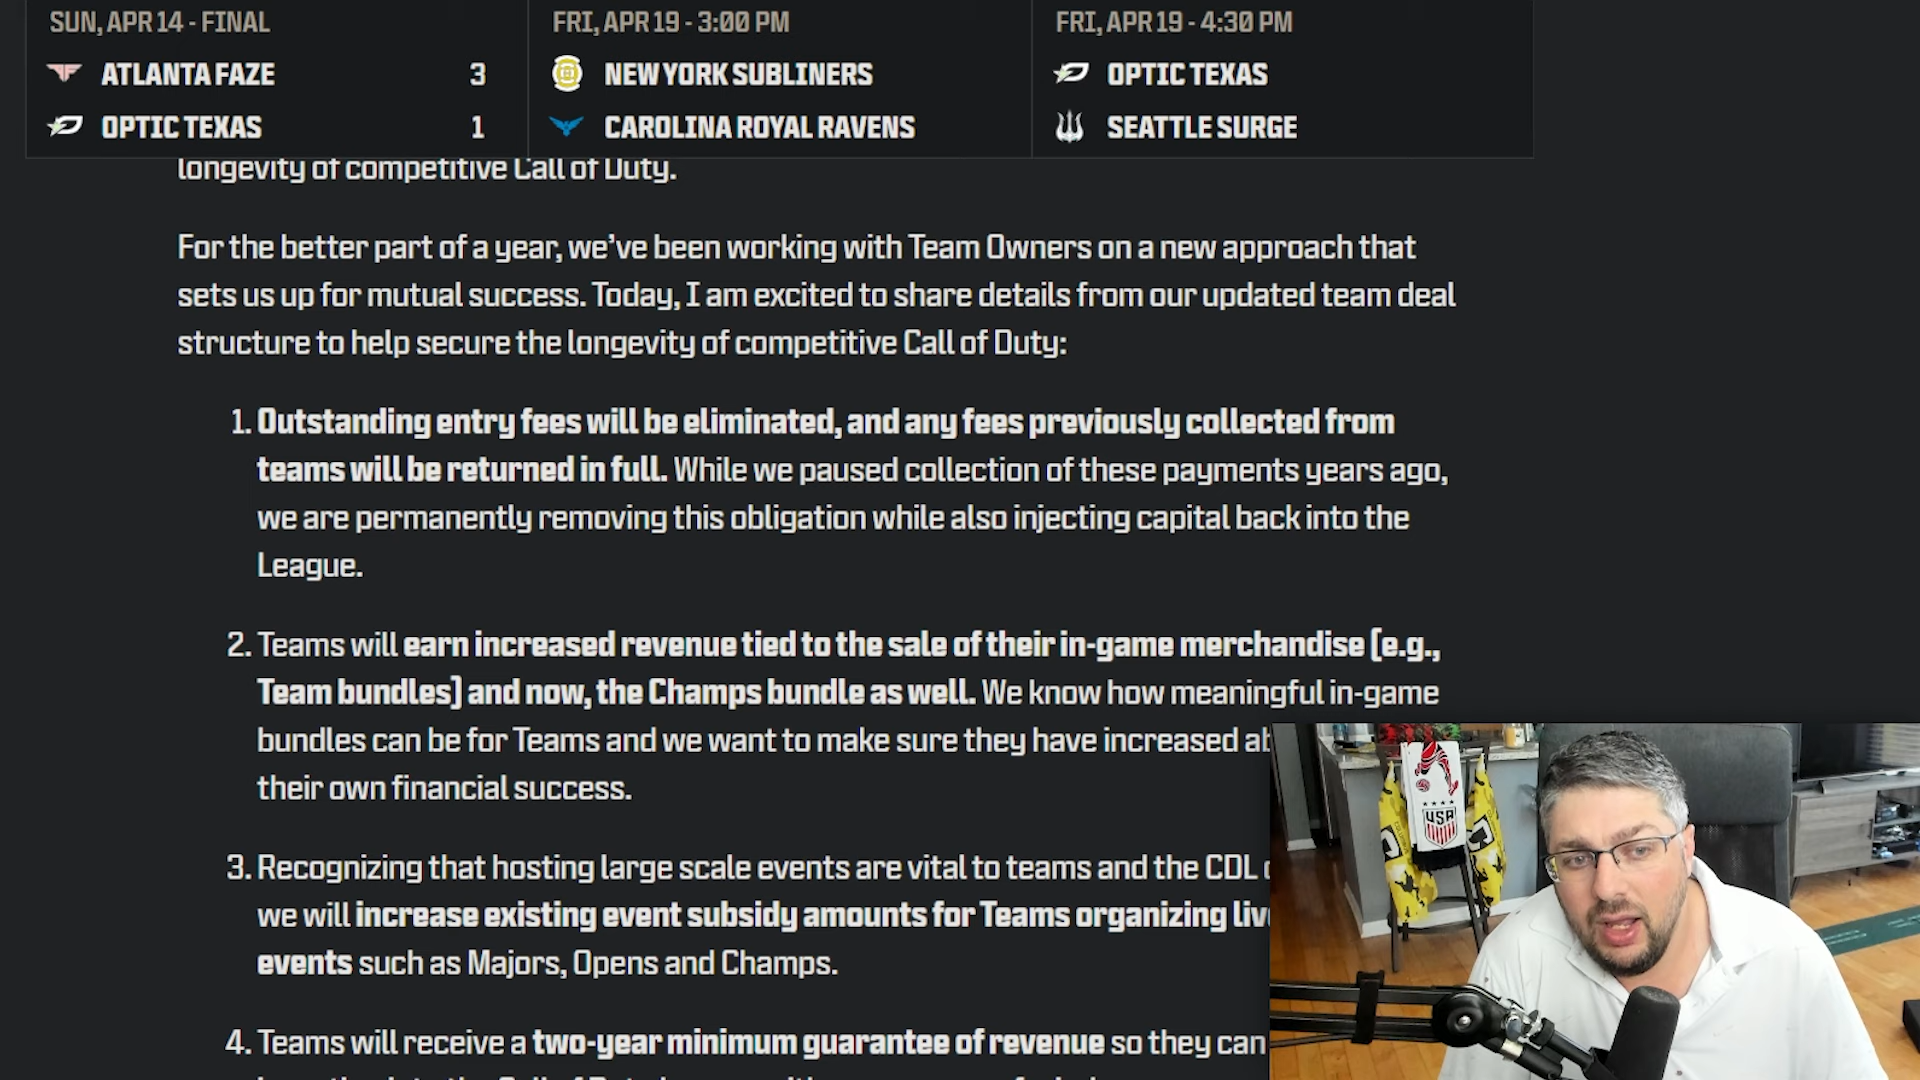 SUN, APR 14 - FINAL
ATLANTA FAZE 3
OPTIC TEXAS 1
FRI, APR 19 - 3:00 PM
NEW YORK SUBLINERS
CAROLINA ROYAL RAVENS
FRI, APR 19 - 4:30 PM
OPTIC TEXAS
SEATTLE SURGE
longevity of competitive Call of Duty.
For the better part of a year, we've been working with Team Owners on a new approach that
sets us up for mutual success. Today, I am excited to share details from our updated team deal
structure to help secure the longevity of competitive Call of Duty:
1. Outstanding entry fees will be eliminated, and any fees previously collected from
teams will be returned in full. While we paused collection of these payments years ago,
we are permanently removing this obligation while also injecting capital back into the
League.
2. Teams will earn increased revenue tied to the sale of their in-game merchandise (e.g.,
Team bundles) and now, the Champs bundle as well. We know how meaningful in-game
bundles can be for Teams and we want to make sure they have increased
their own financial success.
3. Recognizing that hosting large scale events are vital to teams and the CDL
we will increase existing event subsidy amounts for Teams organizing
events such as Majors, Opens and Champs.
4. Teams will receive a two-year minimum guarantee of revenue so they can
USA